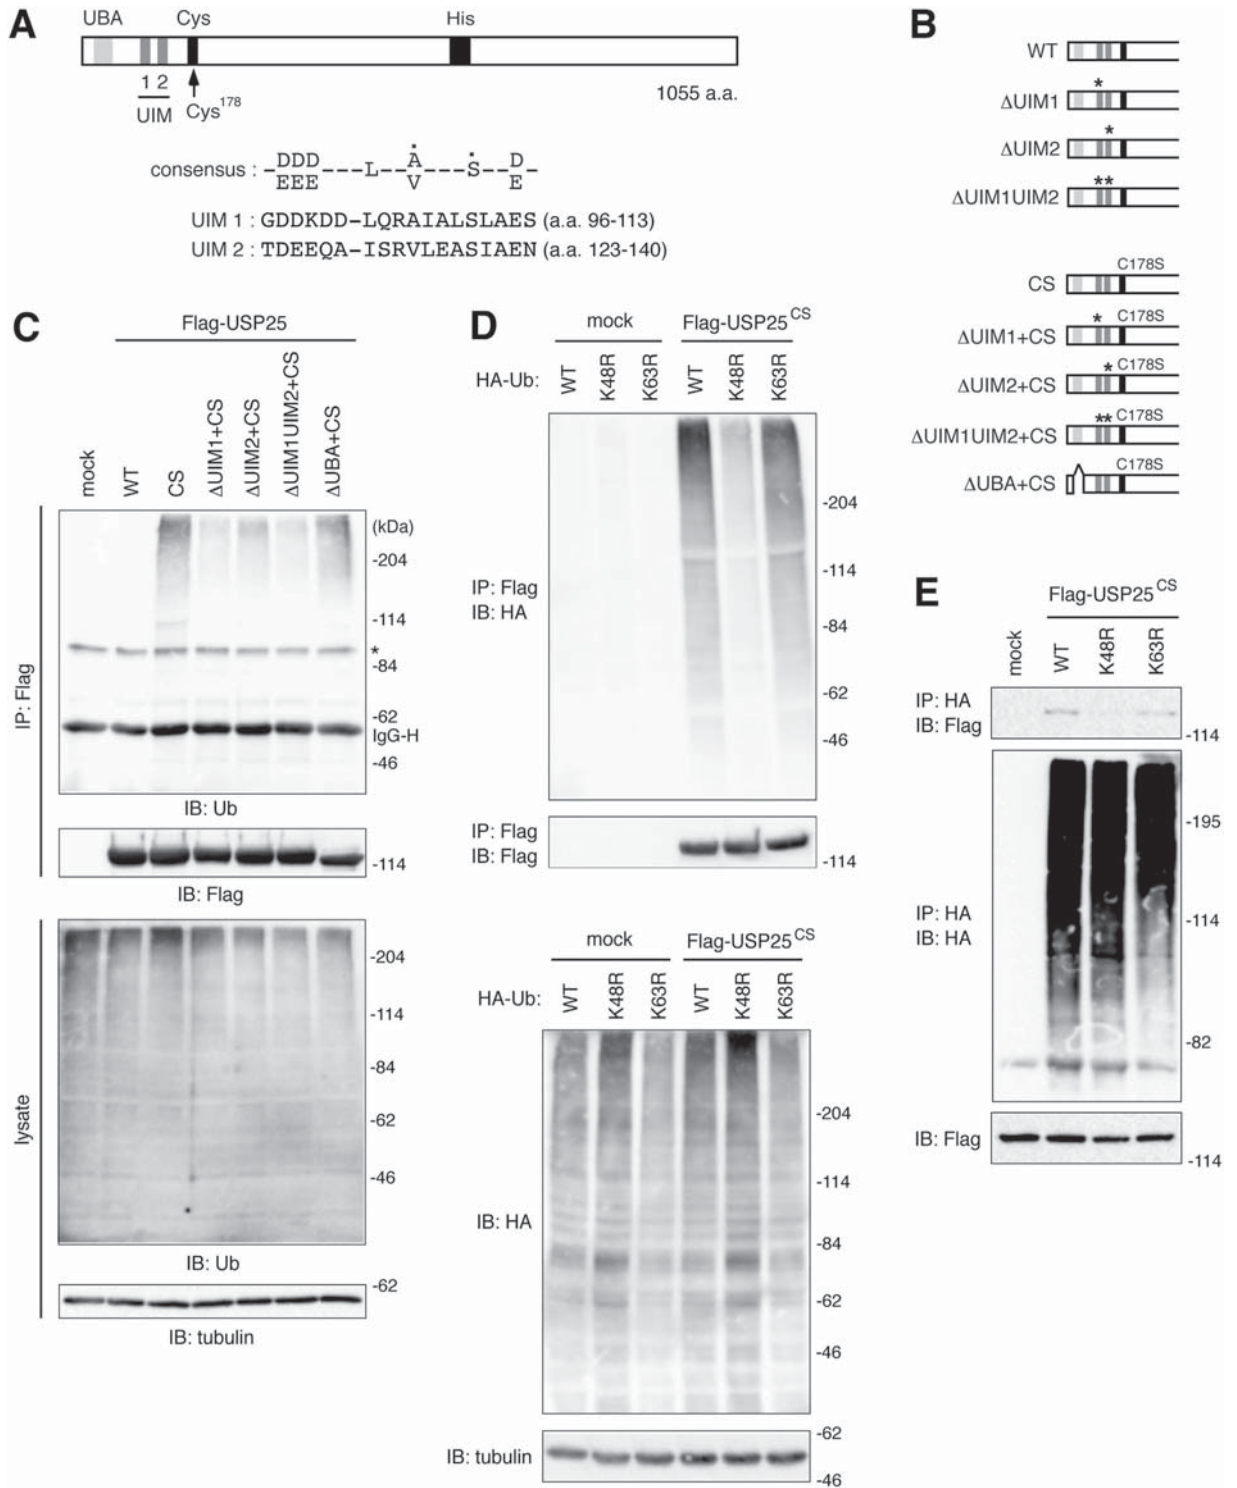 A
UBA Cys His
1 2
UIM
Cys178
1055 a.a.
consensus : -DDD/EEE----L--A/V---S--D/E-
UIM 1 : GDDKDD-LQRAIALSLAES (a.a. 96-113)
UIM 2 : TDEEQA-ISRVLEASIAEN (a.a. 123-140)
B
WT
*
ΔUIM1
*
ΔUIM2
**
ΔUIM1UIM2
C178S
CS
* C178S
ΔUIM1+CS
* C178S
ΔUIM2+CS
** C178S
ΔUIM1UIM2+CS
C178S
ΔUBA+CS
C
Flag-USP25
mock
WT
CS
ΔUIM1+CS
ΔUIM2+CS
ΔUIM1UIM2+CS
ΔUBA+CS
IP: Flag
(kDa)
-204
-114
*
-84
-62
IgG-H
-46
IB: Ub
-114
IB: Flag
lysate
-204
-114
-84
-62
-46
IB: Ub
-62
IB: tubulin
D
mock Flag-USP25CS
HA-Ub: WT K48R K63R WT K48R K63R
-204
-114
-84
-62
-46
IP: Flag
IB: HA
IP: Flag
IB: Flag
-114
mock Flag-USP25CS
HA-Ub: WT K48R K63R WT K48R K63R
-204
-114
-84
-62
-46
IB: HA
-62
IB: tubulin
-46
E
Flag-USP25CS
mock WT K48R K63R
IP: HA
IB: Flag
-114
-195
-114
-82
IP: HA
IB: HA
IB: Flag
-114